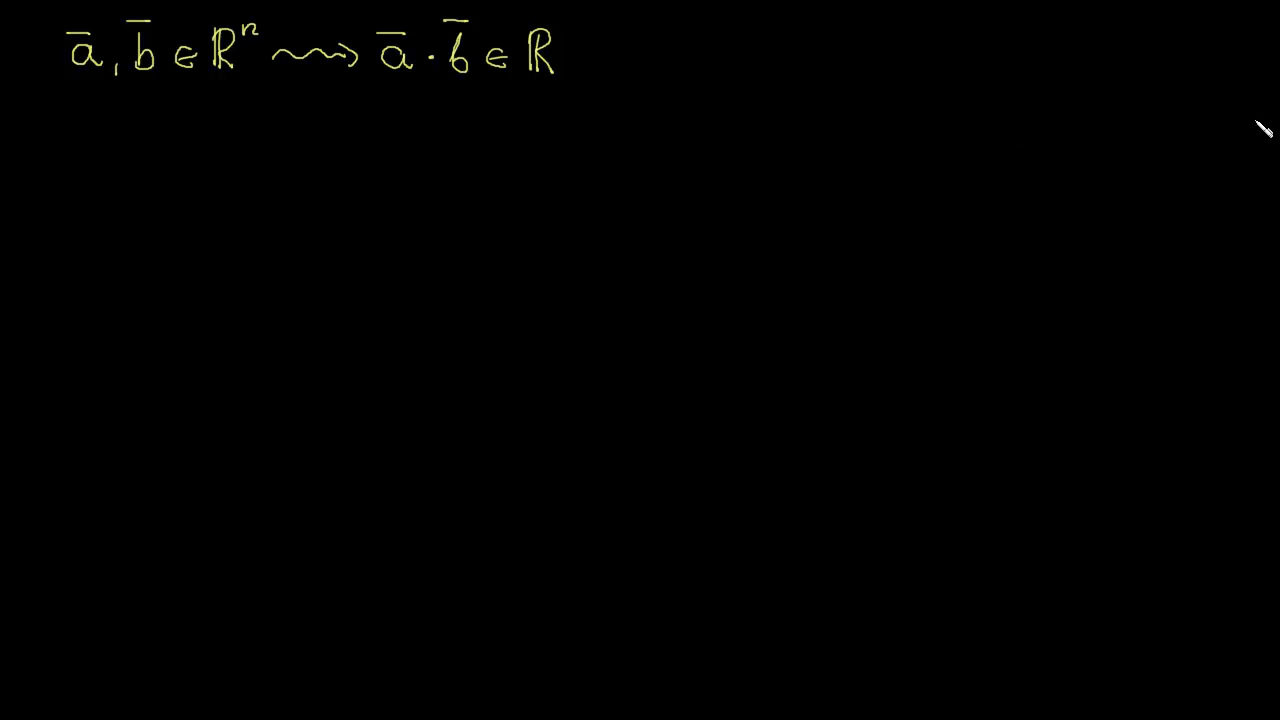 a̅, b̅ ∈ ℝⁿ ⇝ a̅ · b̅ ∈ ℝ